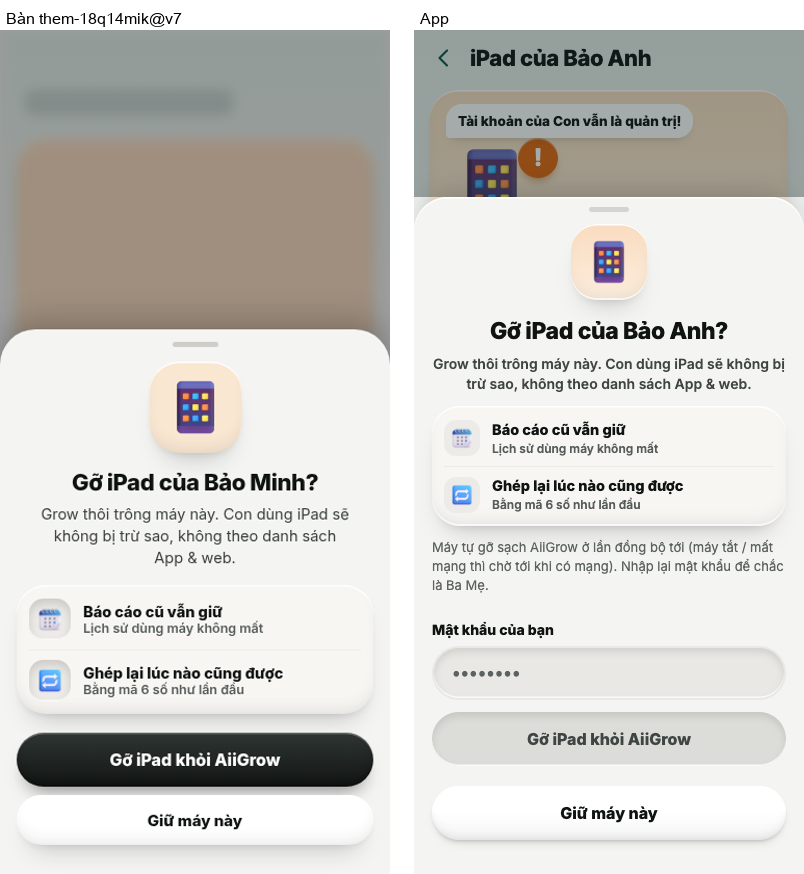 Bản them-18q14mik@v7
Gỡ iPad của Bảo Minh?
Grow thôi trông máy này. Con dùng iPad sẽ
không bị trừ sao, không theo danh sách
App & web.
Báo cáo cũ vẫn giữ
Lịch sử dùng máy không mất
Ghép lại lúc nào cũng được
Bằng mã 6 số như lần đầu
Gỡ iPad khỏi AiiGrow
Giữ máy này
App
iPad của Bảo Anh
Tài khoản của Con vẫn là quản trị!
!
Gỡ iPad của Bảo Anh?
Grow thôi trông máy này. Con dùng iPad sẽ không bị
trừ sao, không theo danh sách App & web.
Báo cáo cũ vẫn giữ
Lịch sử dùng máy không mất
Ghép lại lúc nào cũng được
Bằng mã 6 số như lần đầu
Máy tự gỡ sạch AiiGrow ở lần đồng bộ tới (máy tắt / mất
mạng thì chờ tới khi có mạng). Nhập lại mật khẩu để chắc
là Ba Mẹ.
Mật khẩu của bạn
••••••••
Gỡ iPad khỏi AiiGrow
Giữ máy này